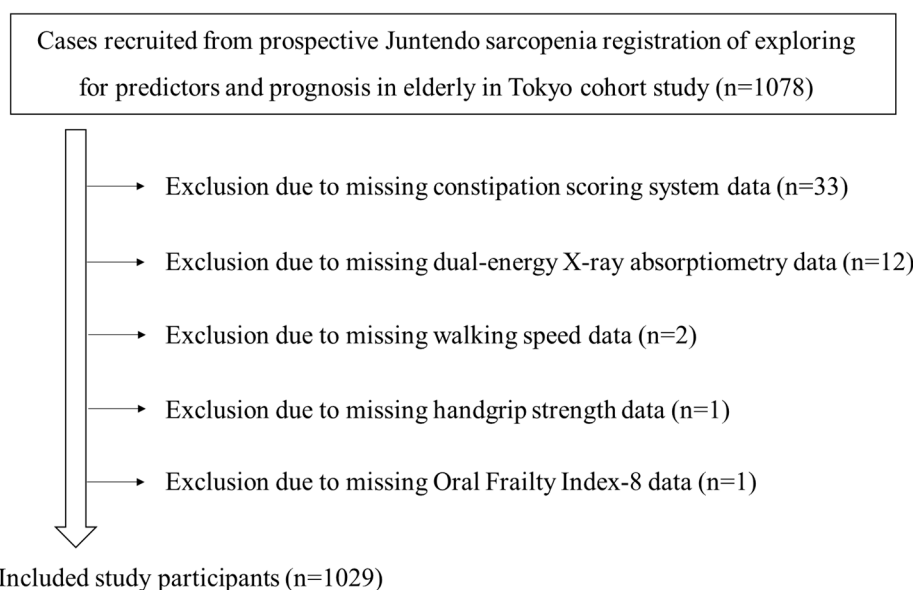 Cases recruited from prospective Juntendo sarcopenia registration of exploring
for predictors and prognosis in elderly in Tokyo cohort study (n=1078)
Exclusion due to missing constipation scoring system data (n=33)
Exclusion due to missing dual-energy X-ray absorptiometry data (n=12)
Exclusion due to missing walking speed data (n=2)
Exclusion due to missing handgrip strength data (n=1)
Exclusion due to missing Oral Frailty Index-8 data (n=1)
Included study participants (n=1029)